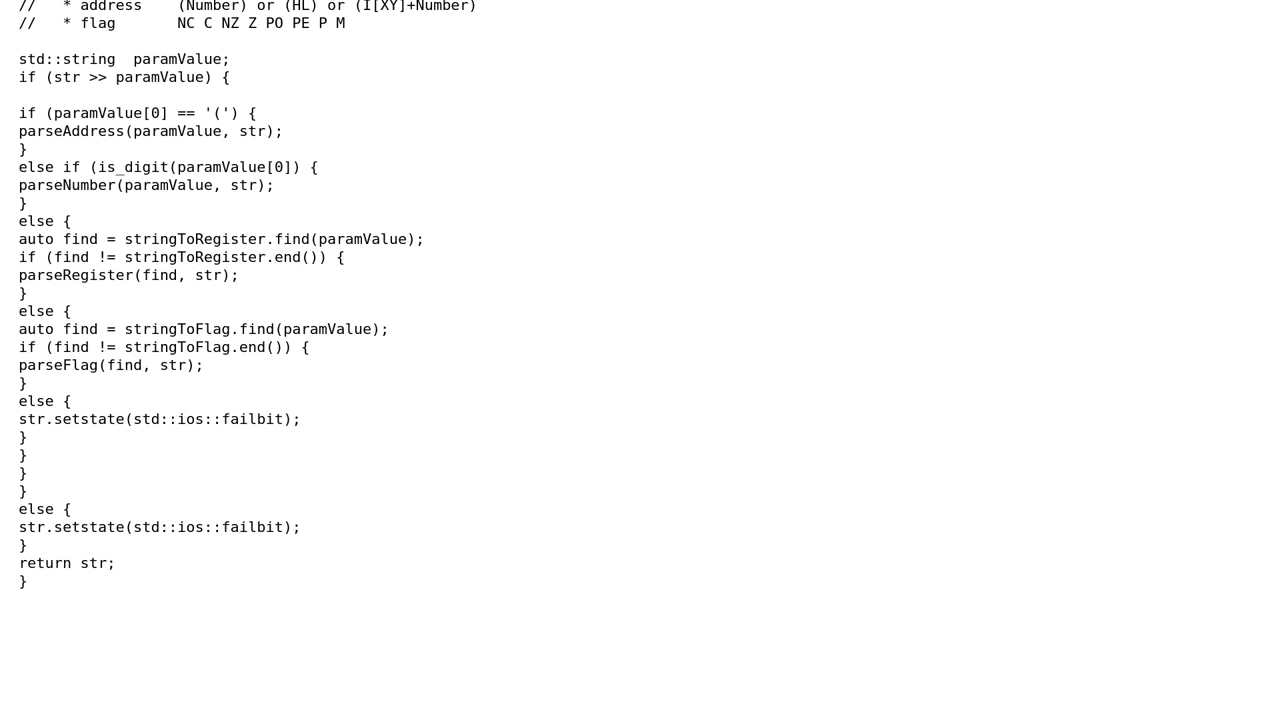 //   * address    (Number) or (HL) or (I[XY]+Number)
//   * flag       NC C NZ Z PO PE P M
std::string  paramValue;
if (str >> paramValue) {
if (paramValue[0] == '(') {
parseAddress(paramValue, str);
}
else if (is_digit(paramValue[0]) {
parseNumber(paramValue, str);
}
else {
auto find = stringToRegister.find(paramValue);
if (find != stringToRegister.end()) {
parseRegister(find, str);
}
else {
auto find = stringToFlag.find(paramValue);
if (find != stringToFlag.end()) {
parseFlag(find, str);
}
else {
str.setstate(std::ios::failbit);
}
}
}
}
else {
str.setstate(std::ios::failbit);
}
return str;
}